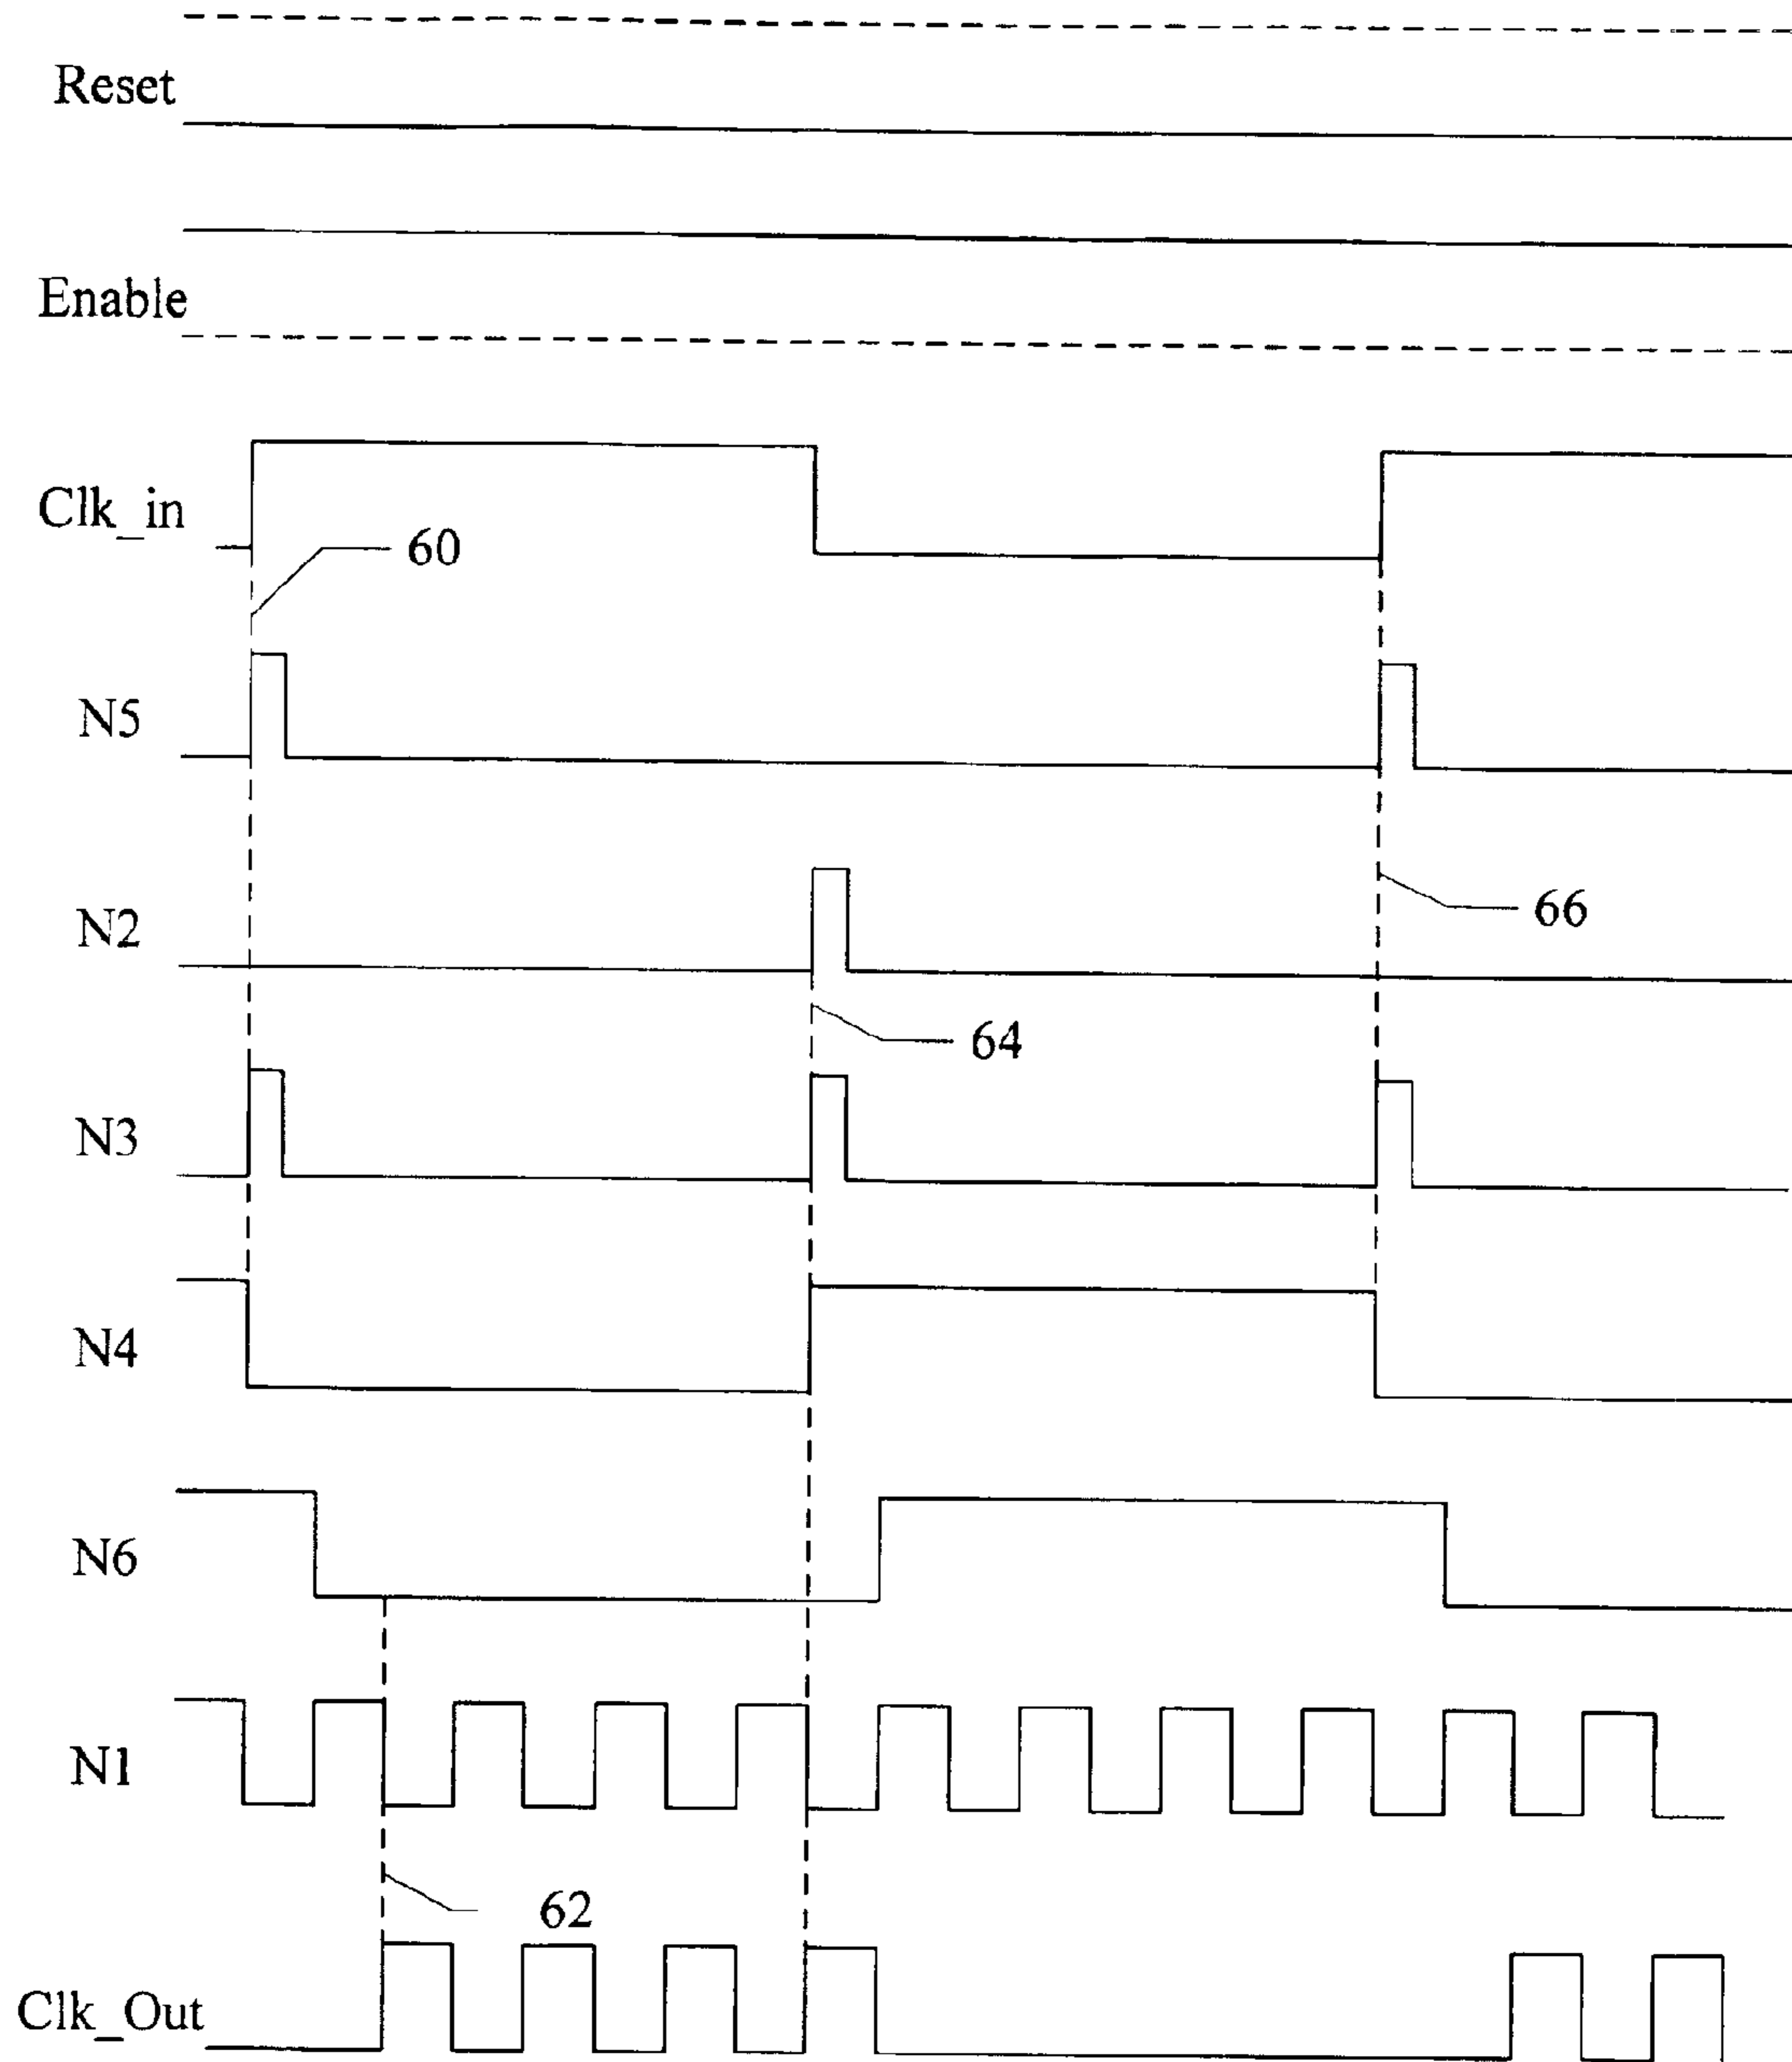 Reset
Enable
Clk_in
60
N5
N2
66
64
N3
N4
N6
N1
62
Clk_Out